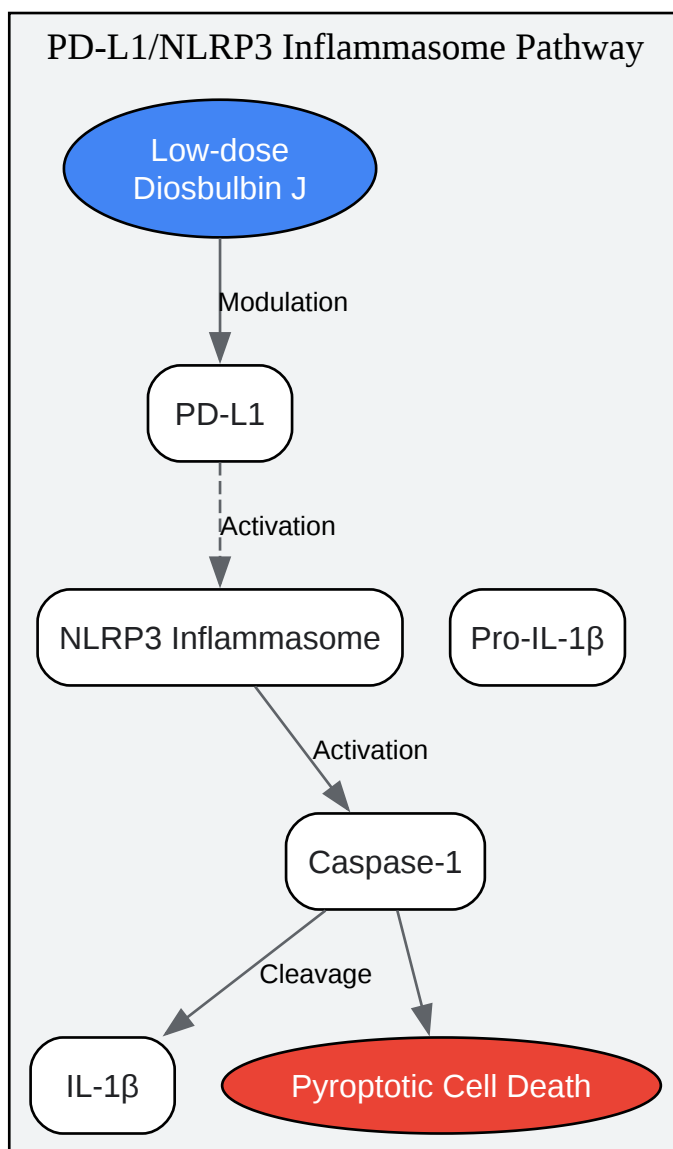 PD-L1/NLRP3 Inflammasome Pathway
Low-dose
Diosbulbin J
Modulation
PD-L1
Activation
NLRP3 Inflammasome
Pro-IL-1β
Activation
Caspase-1
Cleavage
IL-1β
Pyroptotic Cell Death